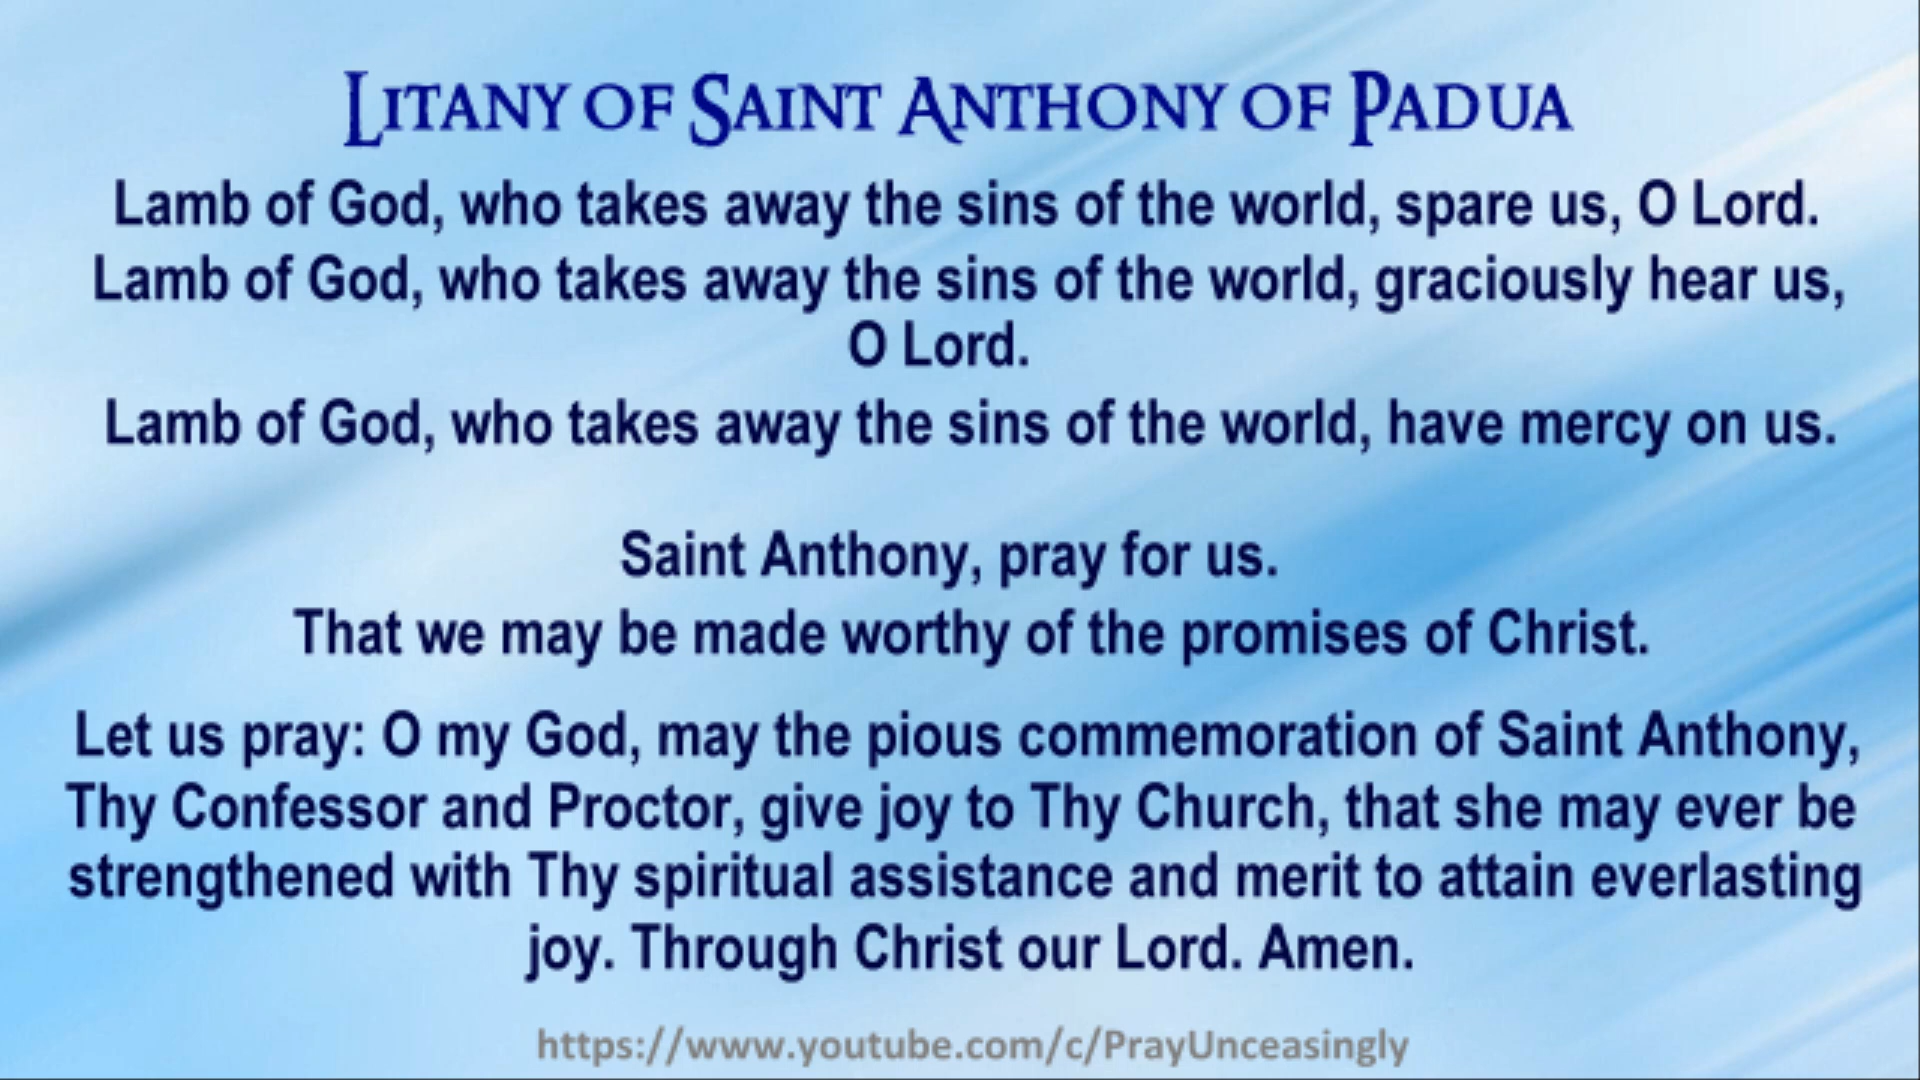 LITANY OF SAINT ANTHONY OF PADUA
Lamb of God, who takes away the sins of the world, spare us, O Lord.
Lamb of God, who takes away the sins of the world, graciously hear us,
O Lord.
Lamb of God, who takes away the sins of the world, have mercy on us.
Saint Anthony, pray for us.
That we may be made worthy of the promises of Christ.
Let us pray: O my God, may the pious commemoration of Saint Anthony,
Thy Confessor and Proctor, give joy to Thy Church, that she may ever be
strengthened with Thy spiritual assistance and merit to attain everlasting
joy. Through Christ our Lord. Amen.
https://www.youtube.com/c/PrayUnceasingly